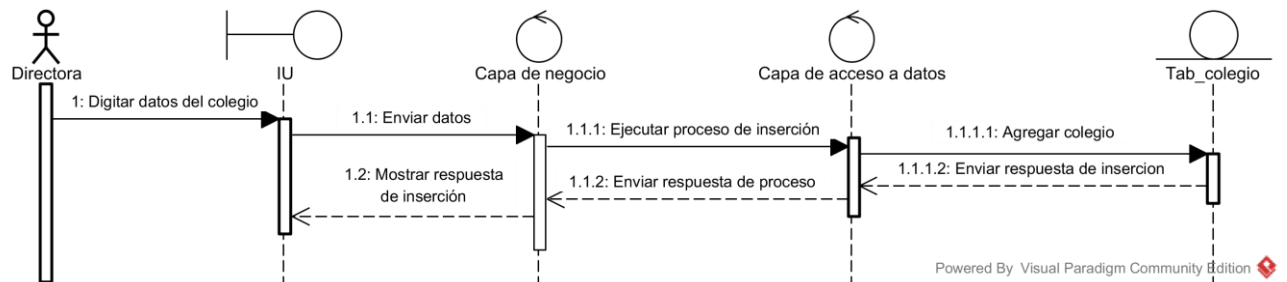 Directora
IU
Capa de negocio
Capa de acceso a datos
Tab_colegio
1: Digitar datos del colegio
1.1: Enviar datos
1.1.1: Ejecutar proceso de inserción
1.1.1.1: Agregar colegio
1.1.1.2: Enviar respuesta de insercion
1.1.2: Enviar respuesta de proceso
1.2: Mostrar respuesta
de inserción
Powered By Visual Paradigm Community Edition